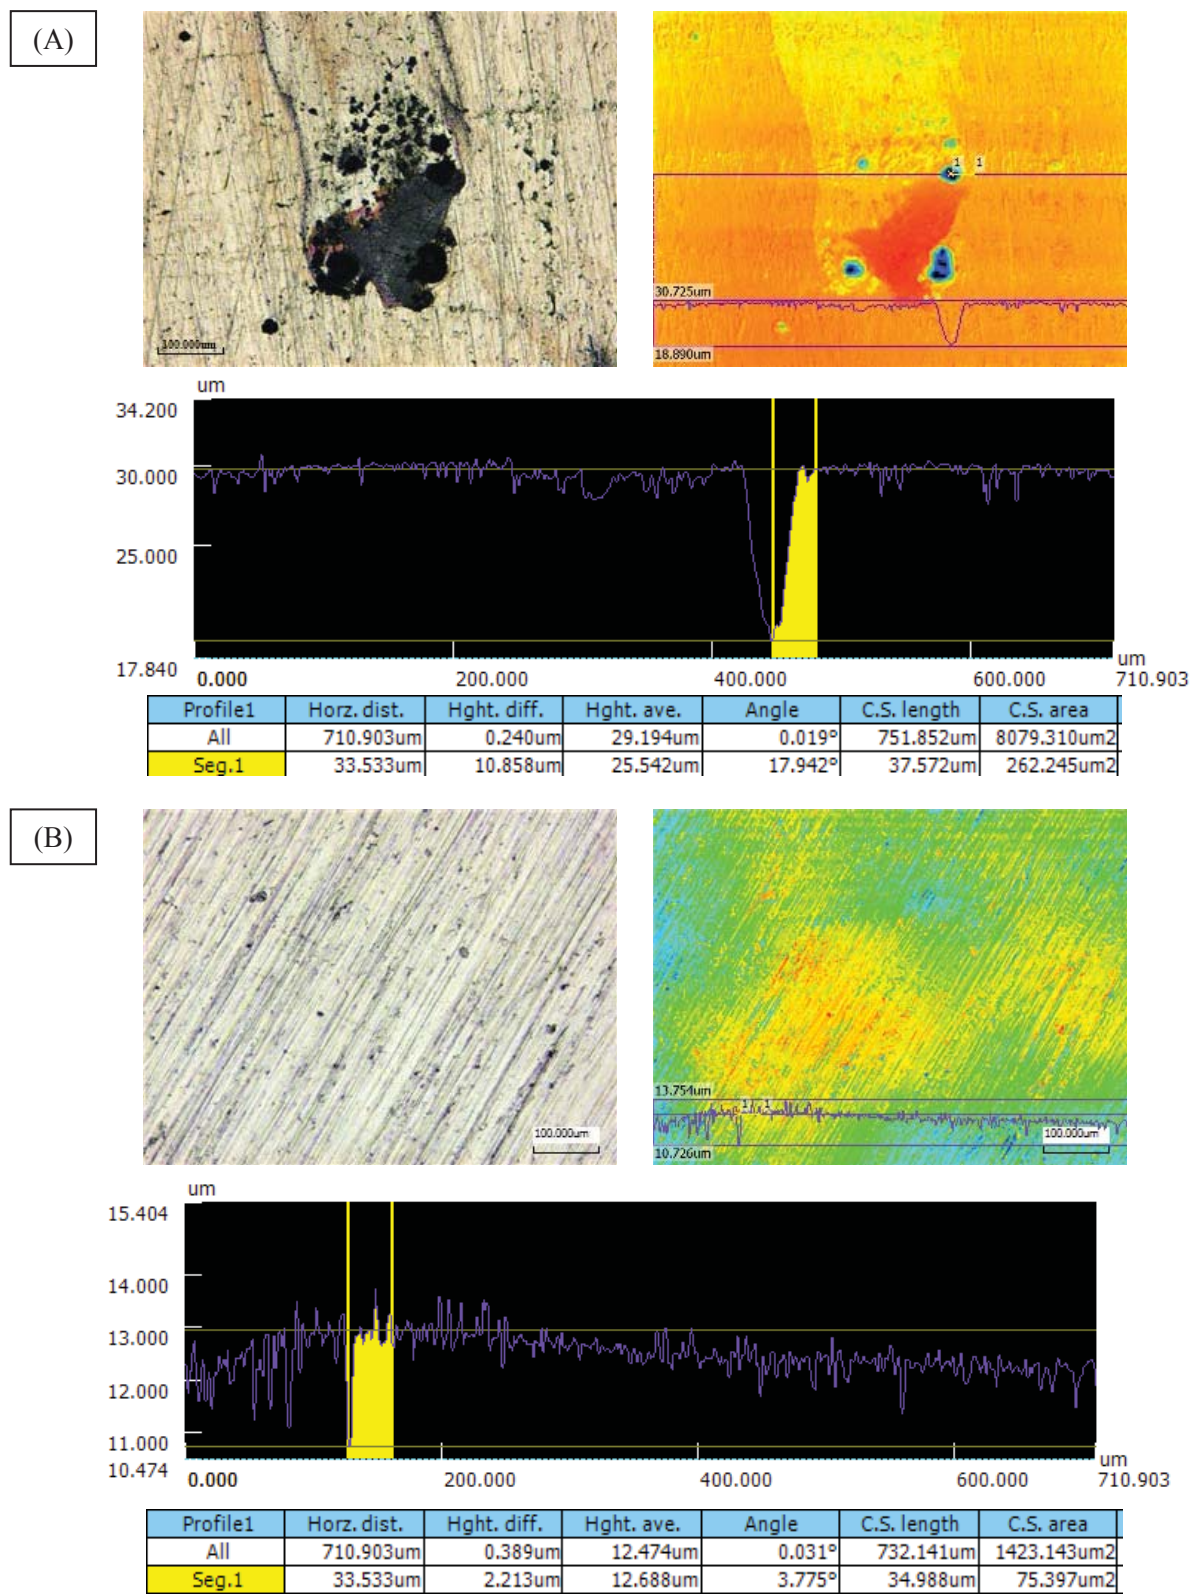 (A)
1 1
30.725um
18.890um
100.000um
um
34.200
30.000
25.000
17.840
0.000 200.000 400.000 600.000 710.903
um
Profile1 Horz. dist. Hght. diff. Hght. ave. Angle C.S. length C.S. area
All 710.903um 0.240um 29.194um 0.019° 751.852um 8079.310um2
Seg.1 33.533um 10.858um 25.542um 17.942° 37.572um 262.245um2
(B)
13.754um
1 1
100.000um 100.000um
10.726um
um
15.404
14.000
13.000
12.000
11.000
10.474
um
0.000 200.000 400.000 600.000 710.903
Profile1 Horz. dist. Hght. diff. Hght. ave. Angle C.S. length C.S. area
All 710.903um 0.389um 12.474um 0.031° 732.141um 1423.143um2
Seg.1 33.533um 2.213um 12.688um 3.775° 34.988um 75.397um2